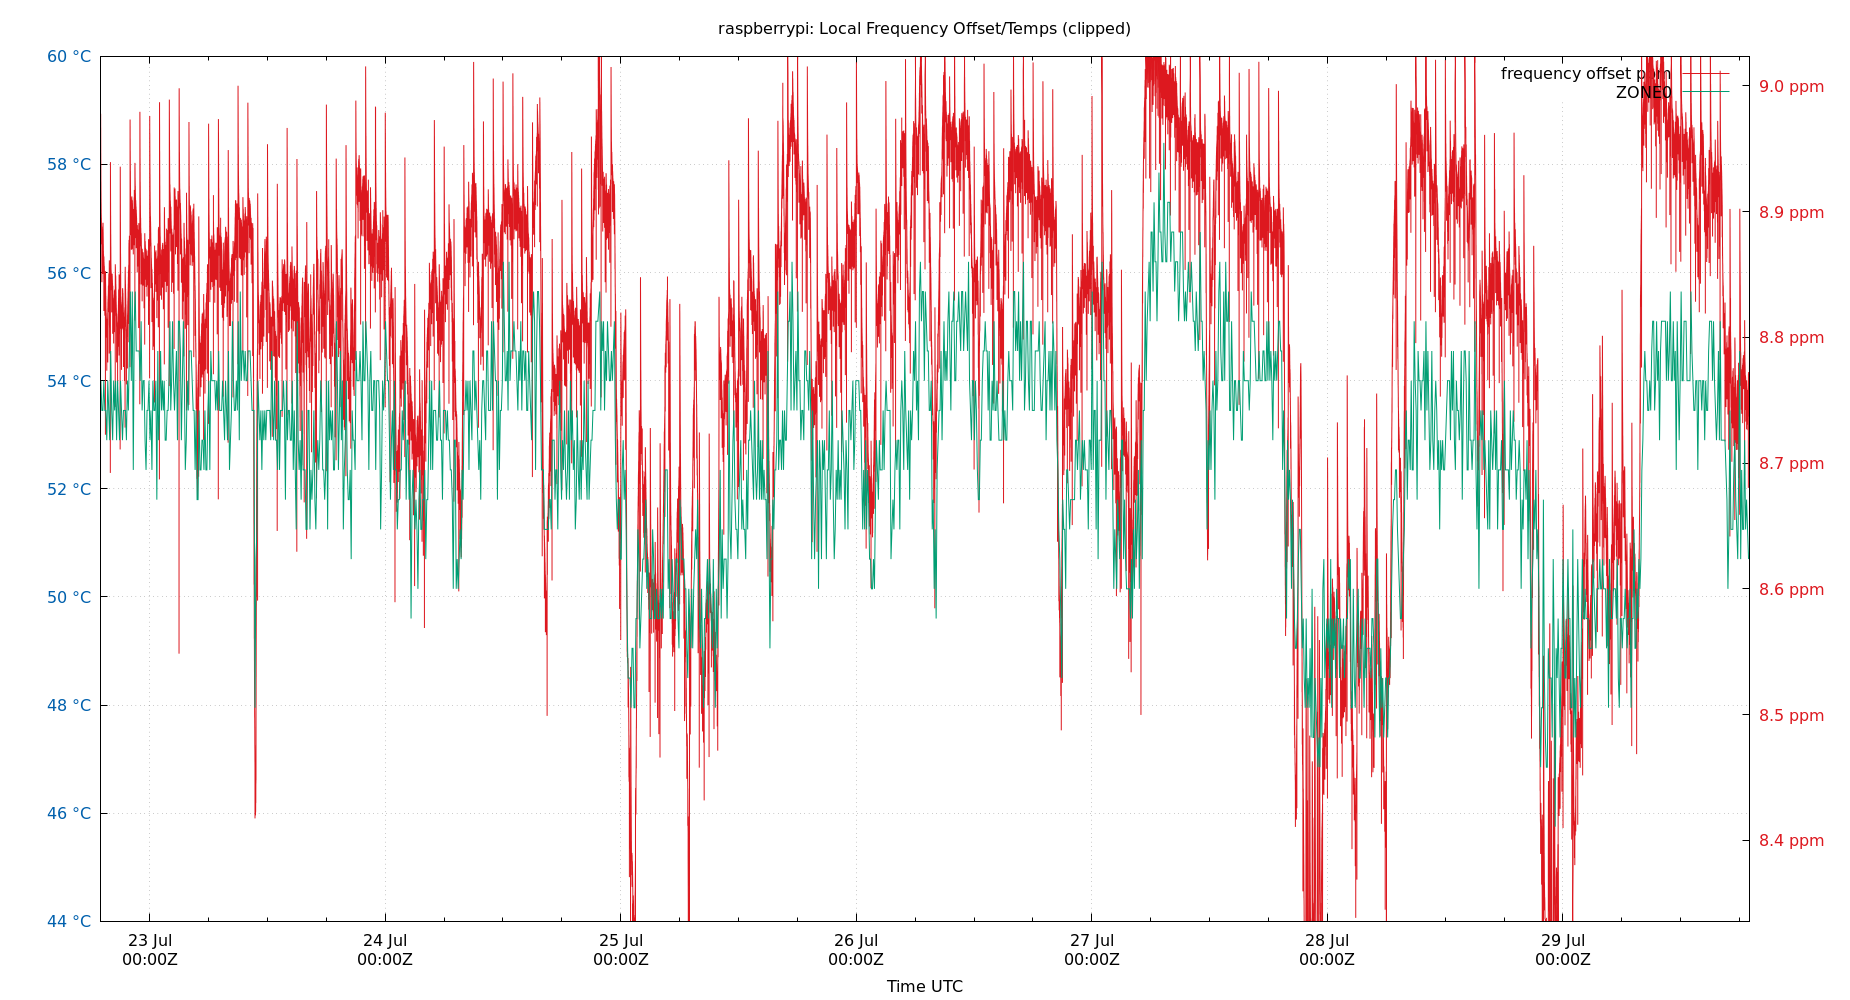 raspberrypi: Local Frequency Offset/Temps (clipped)
60 °C
58 °C
56 °C
54 °C
52 °C
50 °C
48 °C
46 °C
44 °C
frequency offset ppm
ZONE0
9.0 ppm
8.9 ppm
8.8 ppm
8.7 ppm
8.6 ppm
8.5 ppm
8.4 ppm
23 Jul
00:00Z
24 Jul
00:00Z
25 Jul
00:00Z
26 Jul
00:00Z
27 Jul
00:00Z
28 Jul
00:00Z
29 Jul
00:00Z
Time UTC